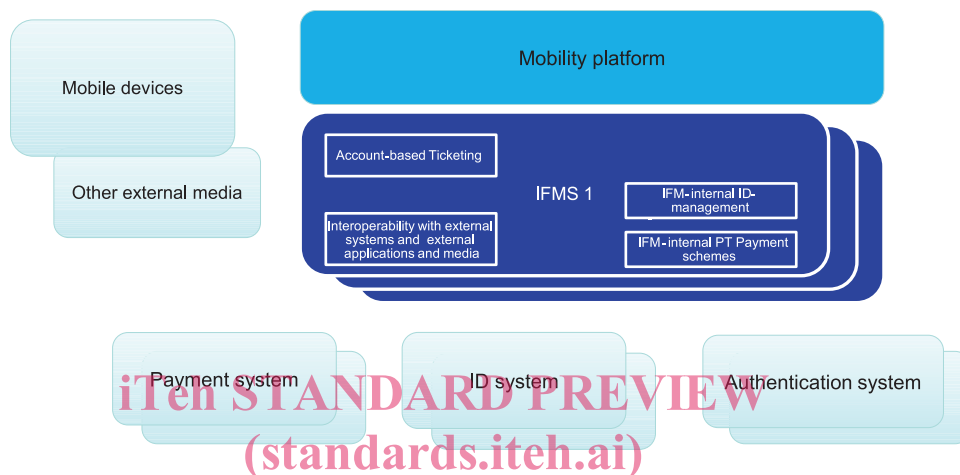 Mobility platform
Mobile devices
Other external media
Account-based Ticketing
IFMS 1
IFM-internal ID-
management
Interoperability with external
systems and external
applications and media
IFM-internal PT Payment
schemes
Payment system
ID system
Authentication system
iTeh STANDARD PREVIEW
(standards.iteh.ai)